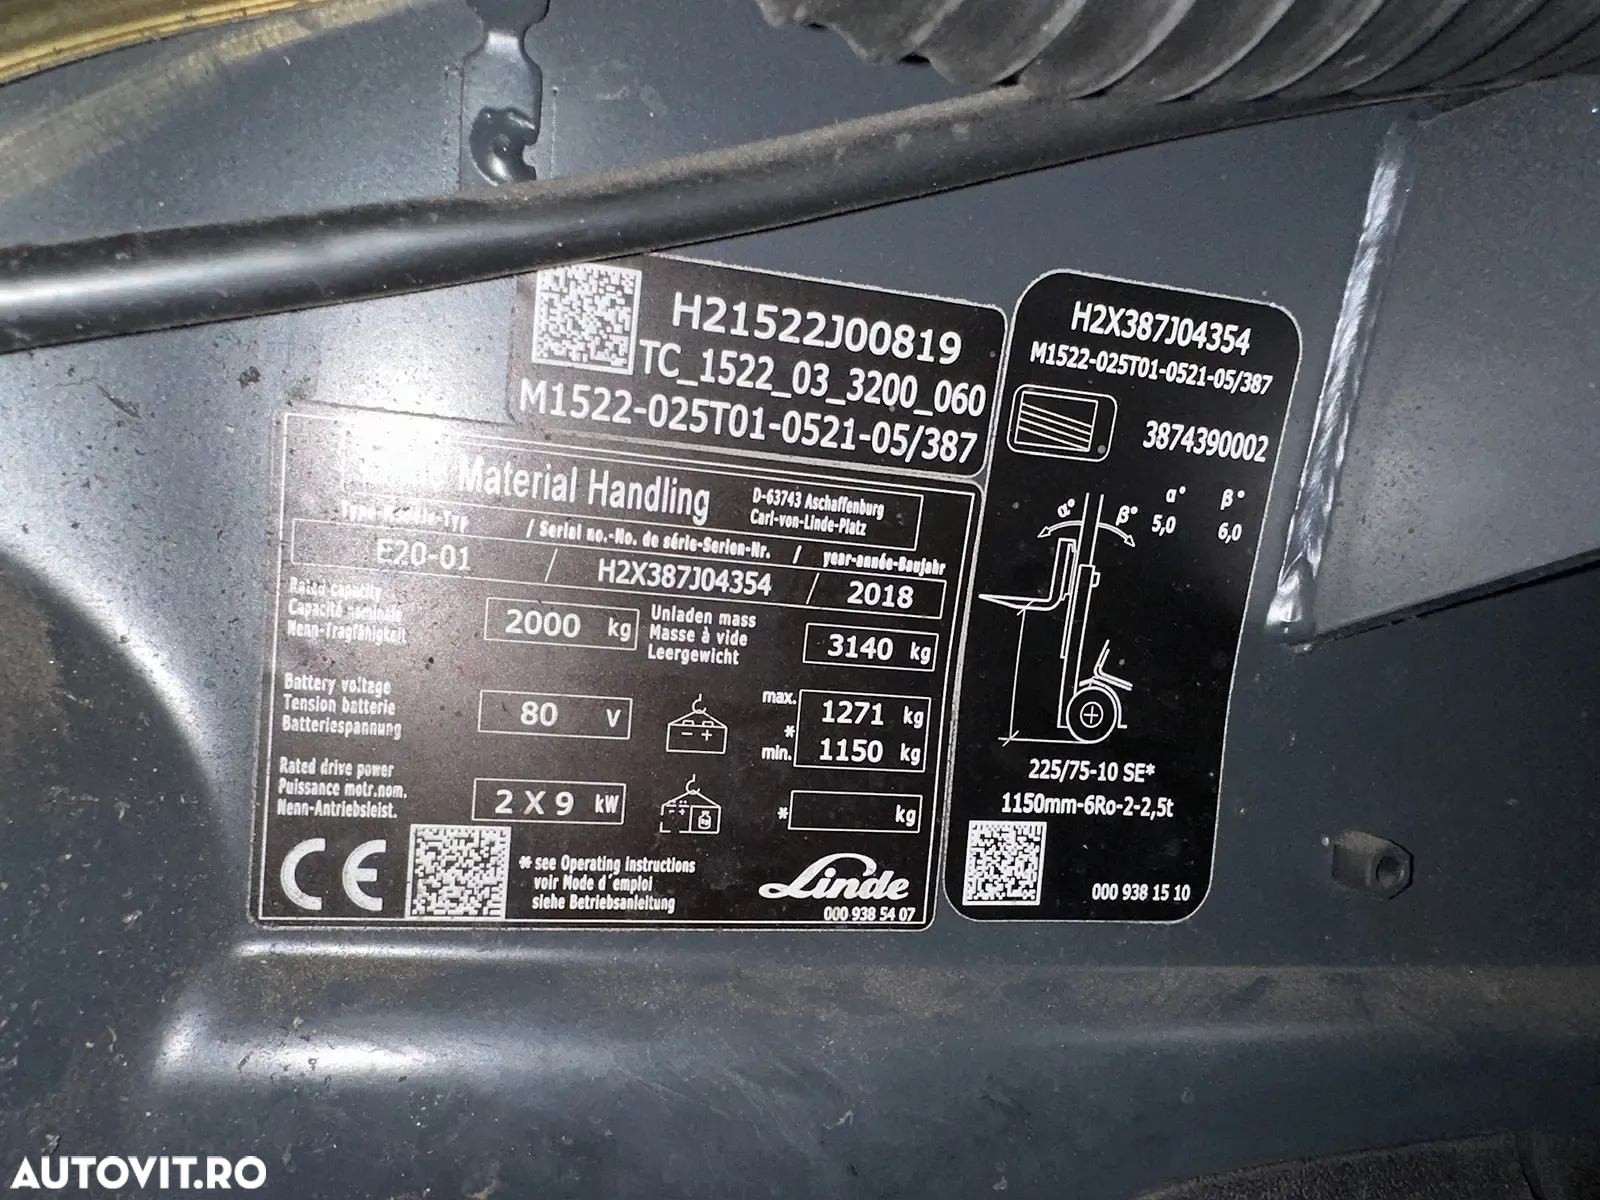 H21522J00819
TC_1522_03_3200_060
M1522-025T01-0521-05/387
Material Handling
D-63743 Aschaffenburg
Carl-von-Linde-Platz
Type-Modèle-Typ / Serial no.-No. de série-Serien-Nr. / year-année-Baujahr
E20-01 / H2X387J04354 / 2018
Rated capacity
Capacité nominale
Nenn-Tragfähigkeit
2000 kg
Unladen mass
Masse à vide
Leergewicht
3140 kg
Battery voltage
Tension batterie
Batteriespannung
80 V
max. 1271 kg
*
min. 1150 kg
Rated drive power
Puissance motr.nom.
Nenn-Antriebsleist.
2 X 9 kW
* kg
CE
* see Operating instructions
voir Mode d'emploi
siehe Betriebsanleitung
Linde
000 938 54 07
H2X387J04354
M1522-025T01-0521-05/387
3874390002
α° β°
α° β°
5,0 6,0
225/75-10 SE*
1150mm-6Ro-2-2,5t
000 938 15 10
AUTOVIT.RO